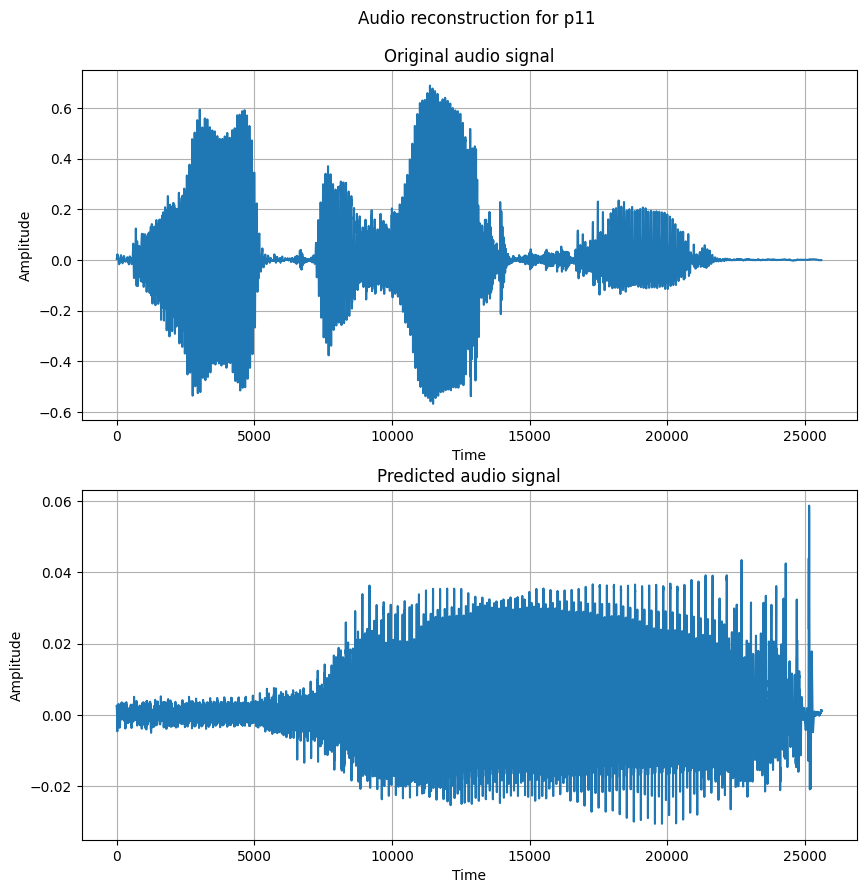 Audio reconstruction for p11
Original audio signal
0.6
0.4
0.2
0.0
−0.2
−0.4
−0.6
Amplitude
0 5000 10000 15000 20000 25000
Time
Predicted audio signal
0.06
0.04
0.02
0.00
−0.02
Amplitude
0 5000 10000 15000 20000 25000
Time